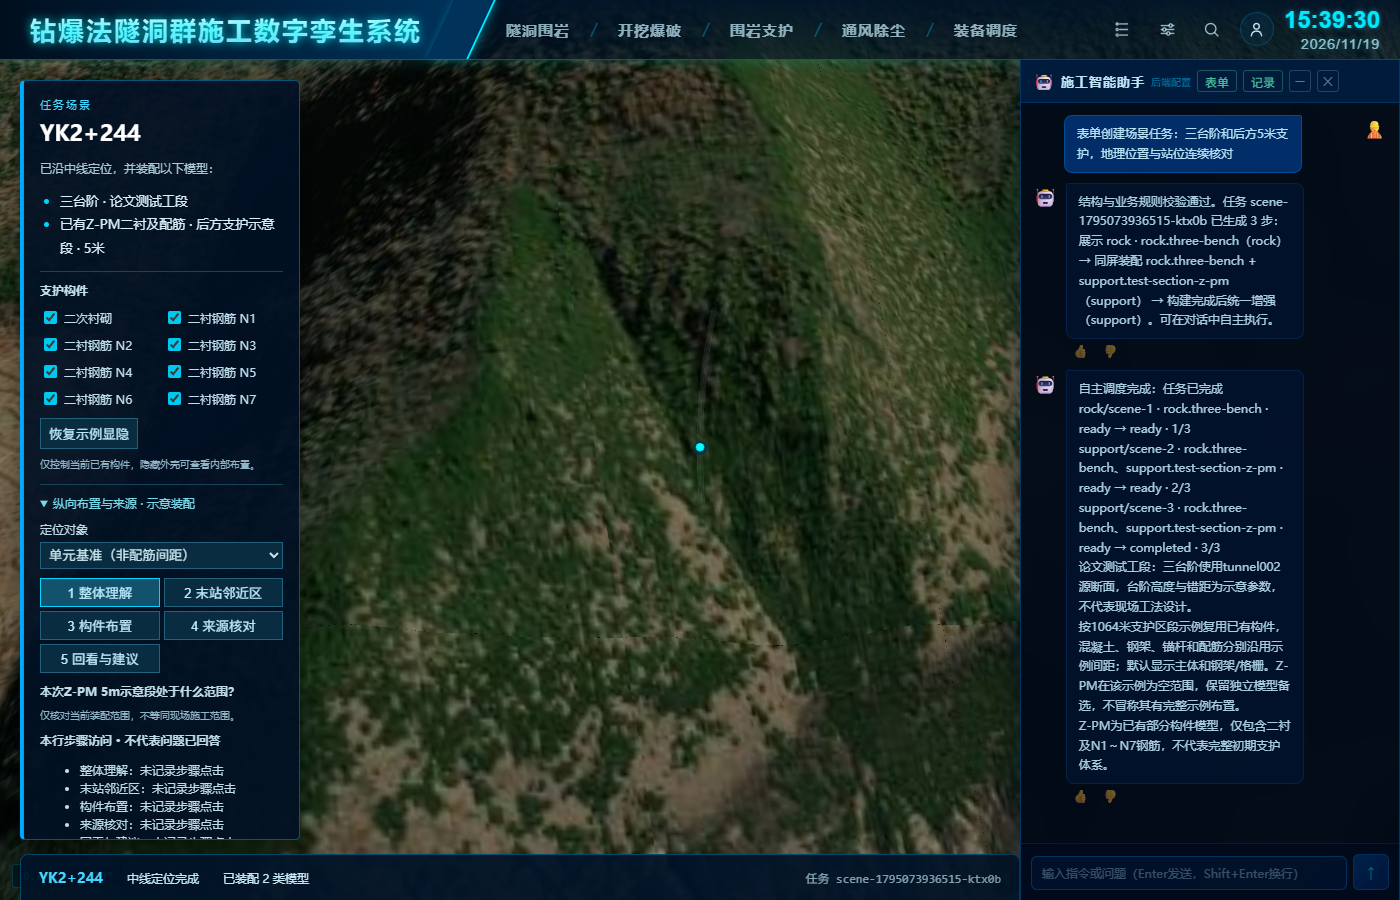 钻爆法隧洞群施工数字孪生系统
隧洞围岩 / 开挖爆破 / 围岩支护 / 通风除尘 / 装备调度
15:39:30
2026/11/19
任务场景
YK2+244
已沿中线定位，并装配以下模型：
三台阶 · 论文测试工段
已有Z-PM二衬及配筋 · 后方支护示意
段 · 5米
支护构件
二次衬砌
二衬钢筋 N1
二衬钢筋 N2
二衬钢筋 N3
二衬钢筋 N4
二衬钢筋 N5
二衬钢筋 N6
二衬钢筋 N7
恢复示例显隐
仅控制当前已有构件，隐藏外壳可查看内部布置。
▼ 纵向布置与来源 · 示意装配
定位对象
单元基准（非配筋间距）
1 整体理解
2 末站邻近区
3 构件布置
4 来源核对
5 回看与建议
本次Z-PM 5m示意段处于什么范围?
仅核对当前装配范围，不等同现场施工范围。
本行步骤访问 • 不代表问题已回答
整体理解：未记录步骤点击
末站邻近区：未记录步骤点击
构件布置：未记录步骤点击
来源核对：未记录步骤点击
YK2+244
中线定位完成
已装配 2 类模型
任务 scene-1795073936515-ktx0b
施工智能助手
后端配置
表单
记录
表单创建场景任务：三台阶和后方5米支
护，地理位置与站位连续核对
结构与业务规则校验通过。任务 scene-
1795073936515-ktx0b 已生成 3 步：
展示 rock · rock.three-bench（rock）
→ 同屏装配 rock.three-bench +
support.test-section-z-pm
（support） → 构建完成后统一增强
（support）。可在对话中自主执行。
自主调度完成：任务已完成
rock/scene-1 · rock.three-bench ·
ready → ready · 1/3
support/scene-2 · rock.three-
bench、support.test-section-z-pm ·
ready → ready · 2/3
support/scene-3 · rock.three-
bench、support.test-section-z-pm ·
ready → completed · 3/3
论文测试工段：三台阶使用tunnel002
源断面，台阶高度与错距为示意参数，
不代表现场工法设计。
按1064米支护区段示例复用已有构件，
混凝土、钢架、锚杆和配筋分别沿用示
例间距；默认显示主体和钢架/格栅。Z-
PM在该示例为空范围，保留独立模型备
选，不冒称其有完整示例布置。
Z-PM为已有部分构件模型，仅包含二衬
及N1～N7钢筋，不代表完整初期支护
体系。
输入指令或问题（Enter发送，Shift+Enter换行）